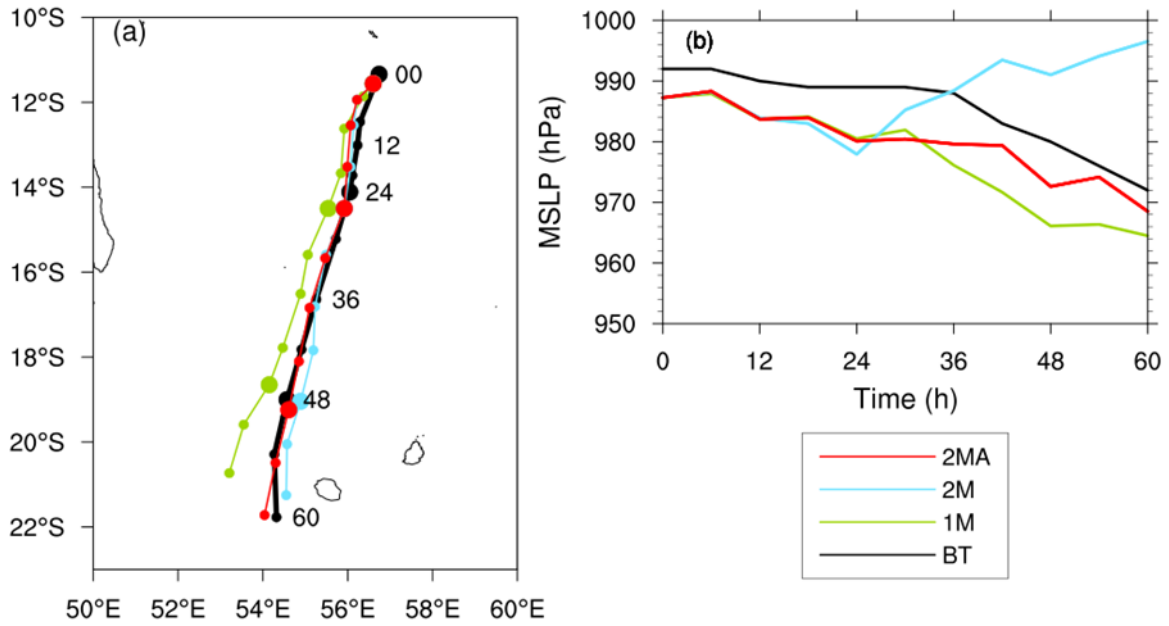 (a)
10°S
12°S
14°S
16°S
18°S
20°S
22°S
00
12
24
36
48
60
50°E 52°E 54°E 56°E 58°E 60°E
(b)
MSLP (hPa)
1000
990
980
970
960
950
0 12 24 36 48 60
Time (h)
2MA
2M
1M
BT